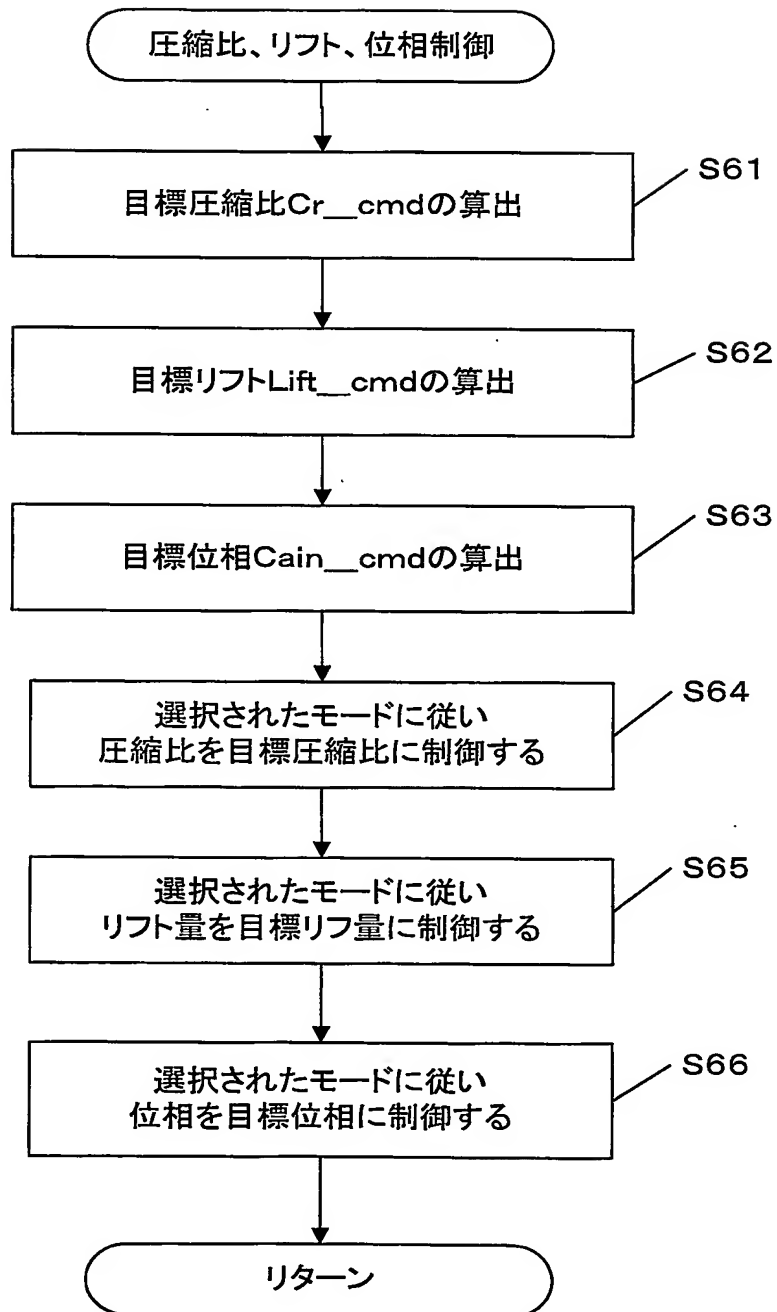 圧縮比、リフト、位相制御
S61
目標圧縮比Cr__cmdの算出
S62
目標リフトLift__cmdの算出
S63
目標位相Cain__cmdの算出
S64
選択されたモードに従い
圧縮比を目標圧縮比に制御する
S65
選択されたモードに従い
リフト量を目標リフ量に制御する
S66
選択されたモードに従い
位相を目標位相に制御する
リターン